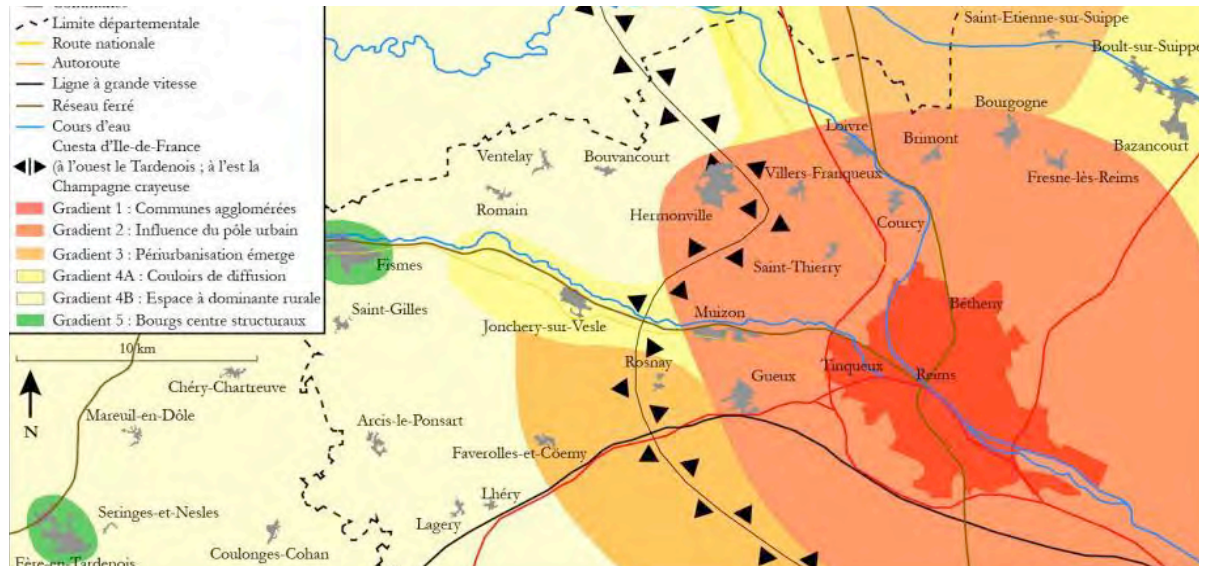 Limite départementale
Route nationale
Autoroute
Ligne à grande vitesse
Réseau ferré
Cours d'eau
Cuesta d'Ile-de-France
(à l'ouest le Tardenois ; à l'est la
Champagne crayeuse
Gradient 1 : Communes agglomérées
Gradient 2 : Influence du pôle urbain
Gradient 3 : Périurbanisation émerge
Gradient 4A : Couloirs de diffusion
Gradient 4B : Espace à dominante rurale
Gradient 5 : Bourgs centre structuraux
10 km
N
Saint-Etienne-sur-Suippe
Boult-sur-Suippe
Bourgogne
Loivre
Brimont
Bazancourt
Ventelay
Bouvancourt
Villers-Franqueux
Fresne-lès-Reims
Romain
Hermonville
Courcy
Fismes
Saint-Thierry
Saint-Gilles
Jonchery-sur-Vesle
Muizon
Bétheny
Rosnay
Gueux
Tinqueux
Reims
Chéry-Chartreuve
Mareuil-en-Dôle
Arcis-le-Ponsart
Faverolles-et-Cöemy
Lhéry
Lagery
Seringes-et-Nesles
Coulonges-Cohan
Fère-en-Tardenois